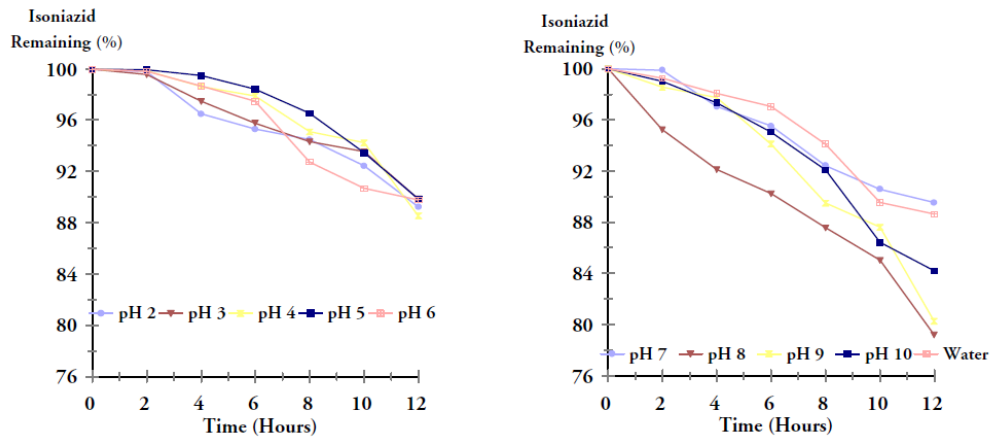 Isoniazid
Remaining (%)
100
96
92
88
84
80
76
0 2 4 6 8 10 12
Time (Hours)
pH 2 pH 3 pH 4 pH 5 pH 6
Isoniazid
Remaining (%)
100
96
92
88
84
80
76
0 2 4 6 8 10 12
Time (Hours)
pH 7 pH 8 pH 9 pH 10 Water